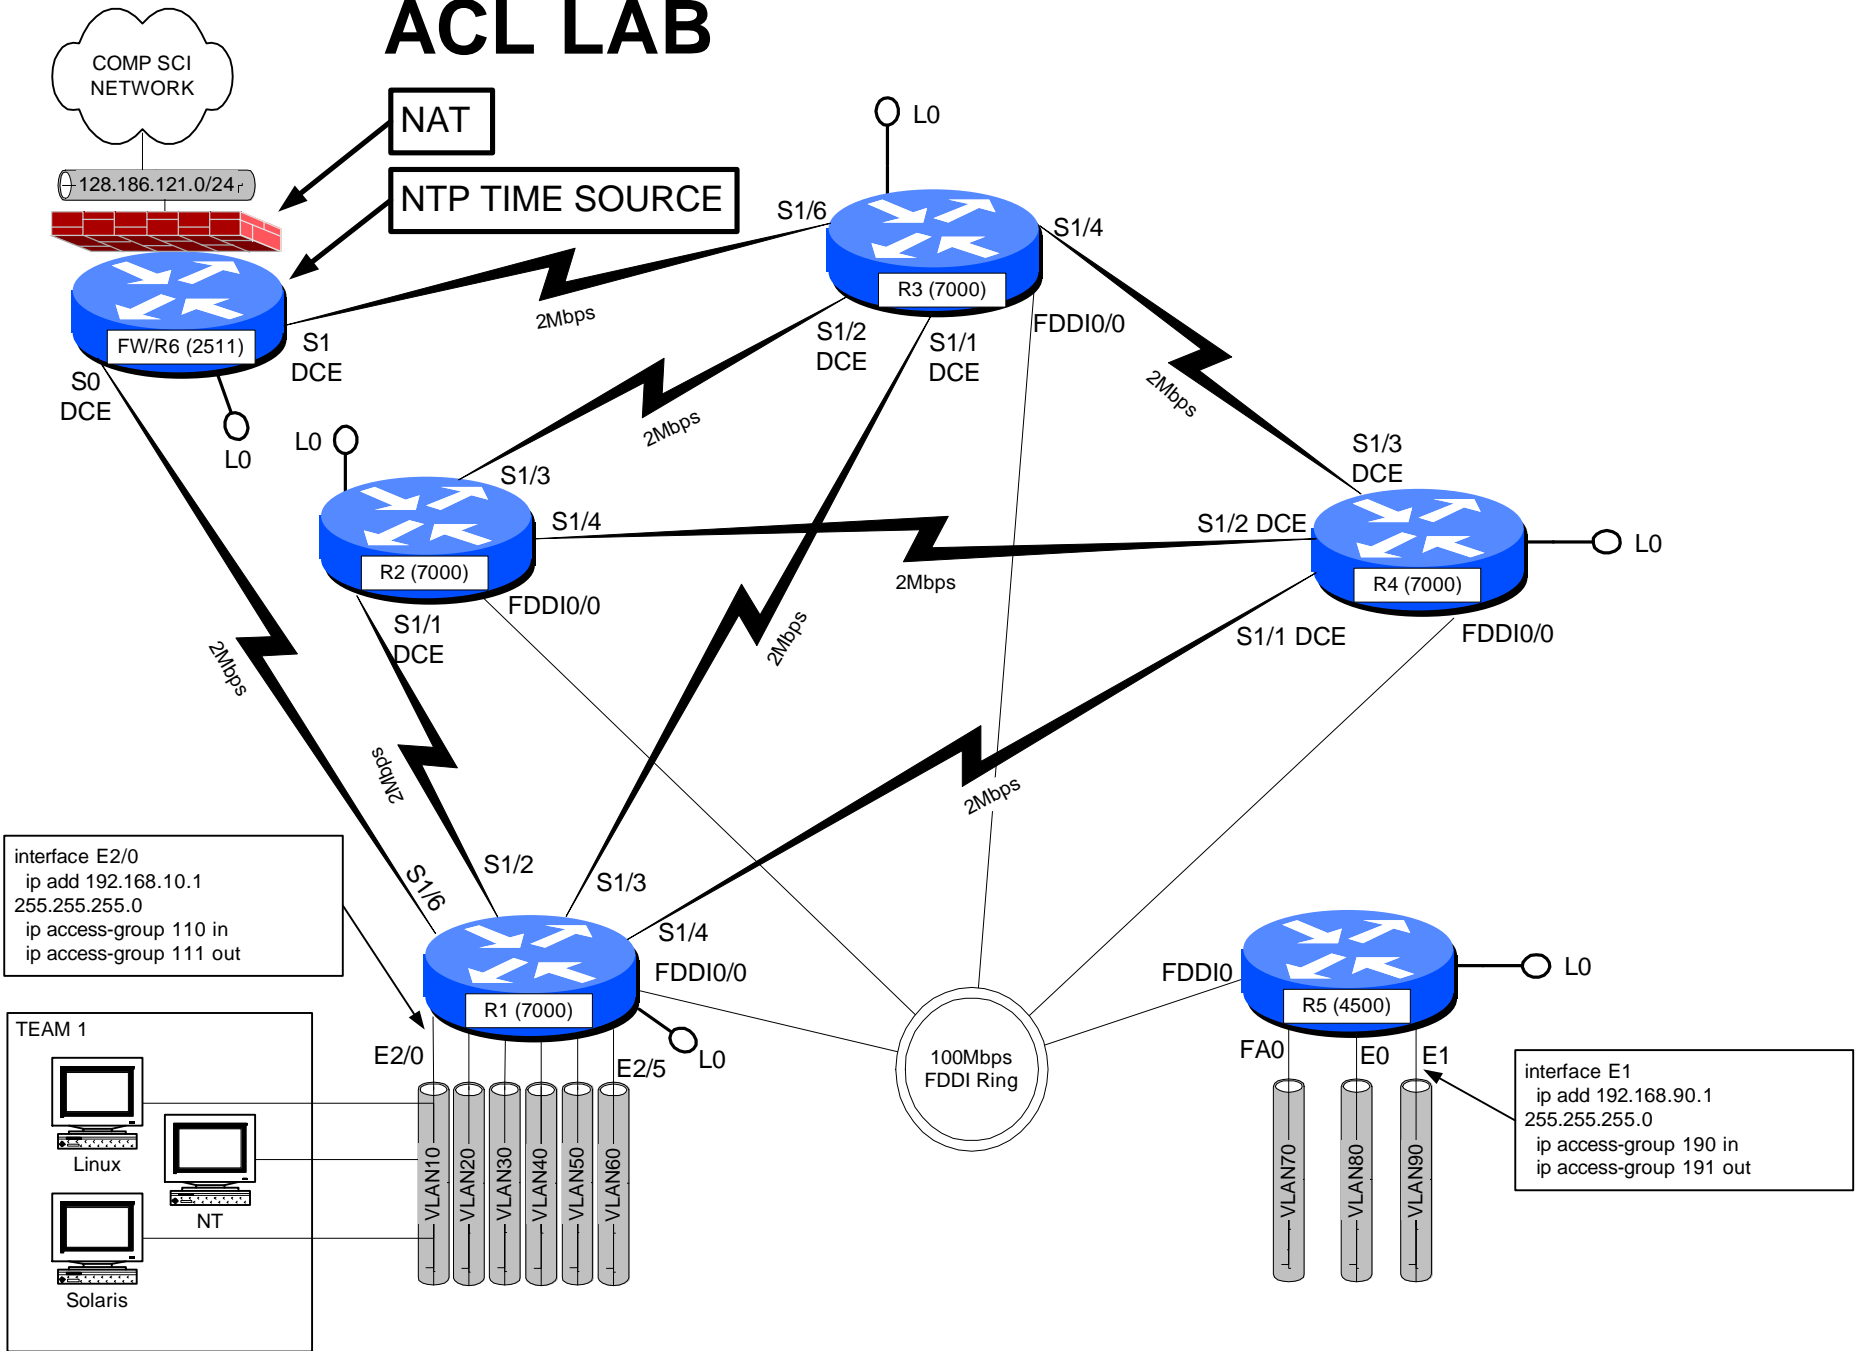 ACL LAB
COMP SCI
NETWORK
NAT
128.186.121.0/24
NTP TIME SOURCE
L0
S1/6
S1/4
R3 (7000)
FW/R6 (2511)
S1
DCE
S0
DCE
L0
2Mbps
S1/2
DCE
S1/1
DCE
FDDI0/0
2Mbps
2Mbps
L0
S1/3
S1/4
R2 (7000)
FDDI0/0
S1/1
DCE
S1/3
DCE
S1/2 DCE
L0
R4 (7000)
2Mbps
S1/1 DCE
FDDI0/0
2Mbps
2Mbps
2Mbps
2Mbps
interface E2/0
ip add 192.168.10.1
255.255.255.0
ip access-group 110 in
ip access-group 111 out
S1/6
S1/2
S1/3
S1/4
FDDI0/0
R1 (7000)
L0
E2/0
E2/5
100Mbps
FDDI Ring
FDDI0
L0
R5 (4500)
FA0
E0
E1
interface E1
ip add 192.168.90.1
255.255.255.0
ip access-group 190 in
ip access-group 191 out
TEAM 1
Linux
NT
Solaris
VLAN10
VLAN20
VLAN30
VLAN40
VLAN50
VLAN60
VLAN70
VLAN80
VLAN90